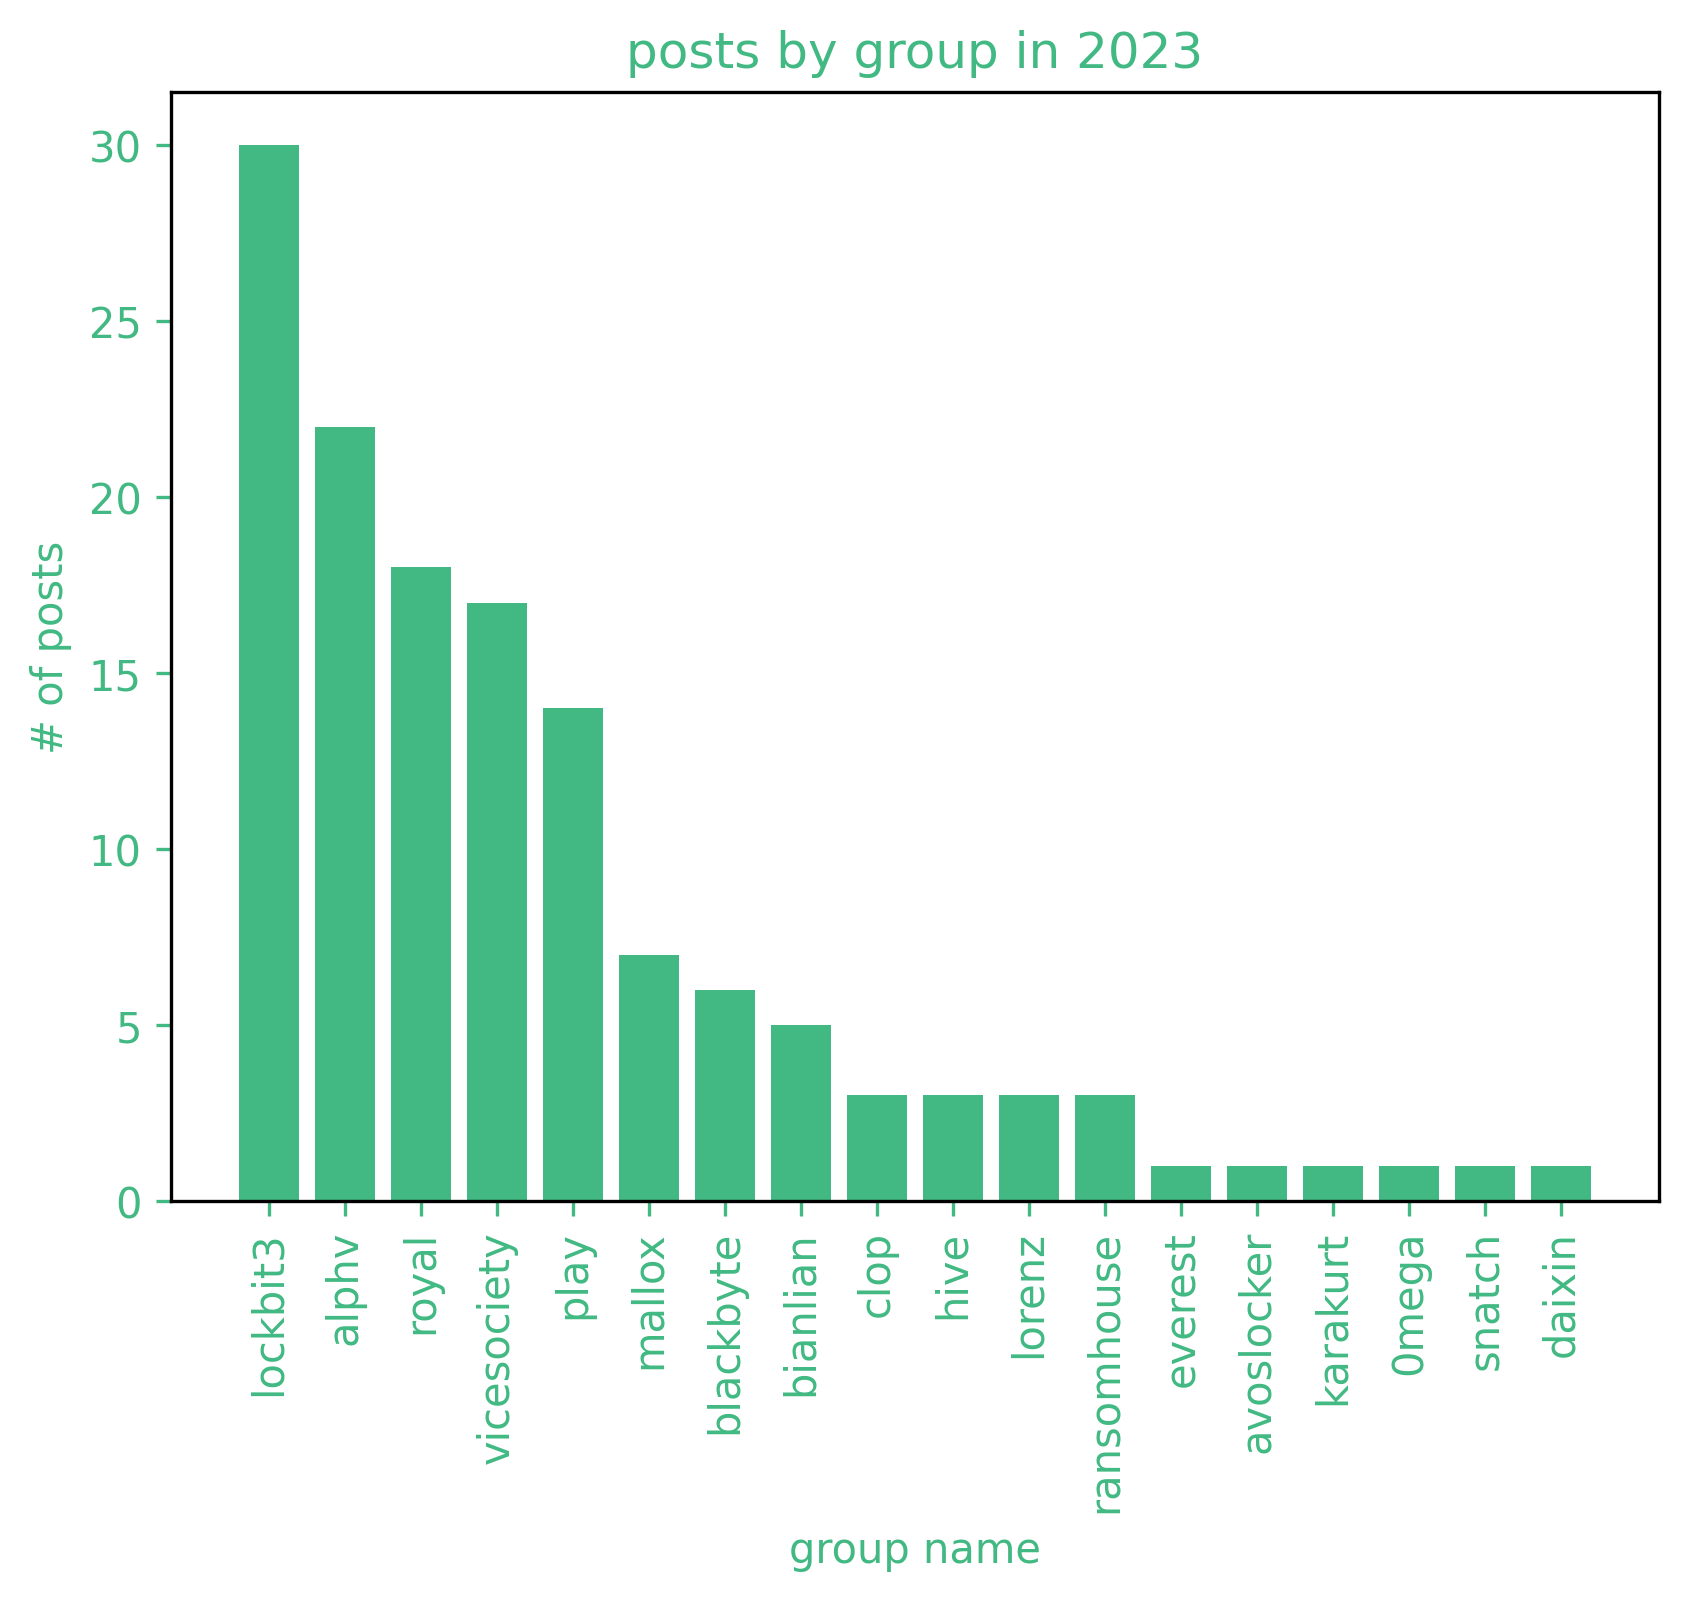 posts by group in 2023
# of posts
30
25
20
15
10
5
0
lockbit3
alphv
royal
vicesociety
play
mallox
blackbyte
bianlian
clop
hive
lorenz
ransomhouse
everest
avoslocker
karakurt
0mega
snatch
daixin
group name